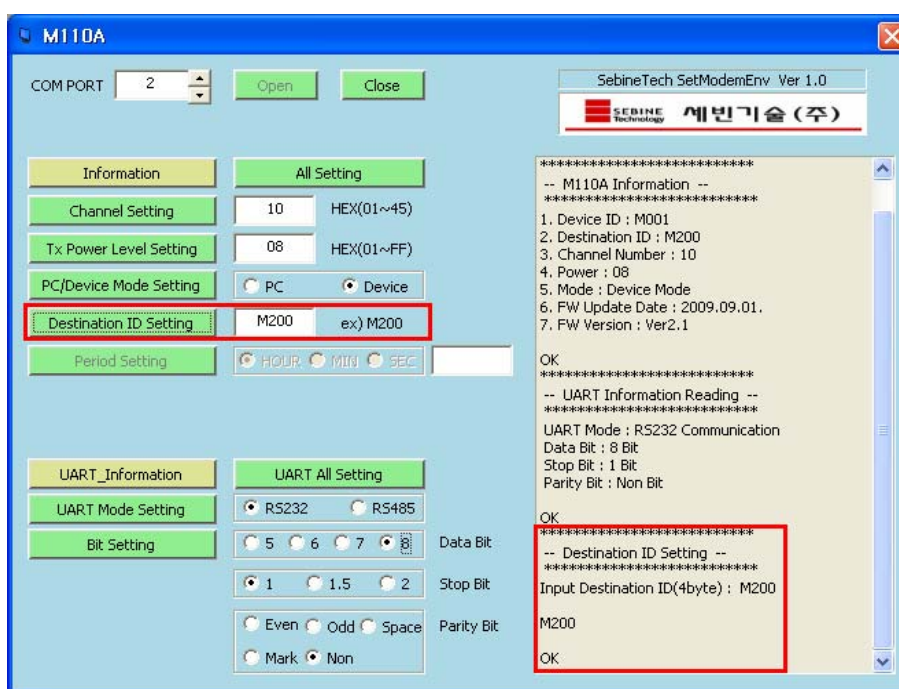 M110A
COM PORT 2 Open Close
SebineTech SetModemEnv Ver 1.0
SEBINE Technology 세빈기술(주)
Information All Setting
Channel Setting 10 HEX(01~45)
Tx Power Level Setting 08 HEX(01~FF)
PC/Device Mode Setting PC Device
Destination ID Setting M200 ex) M200
Period Setting HOUR MIN SEC
UART_Information UART All Setting
UART Mode Setting RS232 RS485
Bit Setting 5 6 7 8 Data Bit
1 1.5 2 Stop Bit
Even Odd Space Parity Bit
Mark Non
**************************
-- M110A Information --
**************************
1. Device ID : M001
2. Destination ID : M200
3. Channel Number : 10
4. Power : 08
5. Mode : Device Mode
6. FW Update Date : 2009.09.01.
7. FW Version : Ver2.1
OK
**************************
-- UART Information Reading --
**************************
UART Mode : RS232 Communication
Data Bit : 8 Bit
Stop Bit : 1 Bit
Parity Bit : Non Bit
OK
**************************
-- Destination ID Setting --
**************************
Input Destination ID(4byte) : M200
M200
OK